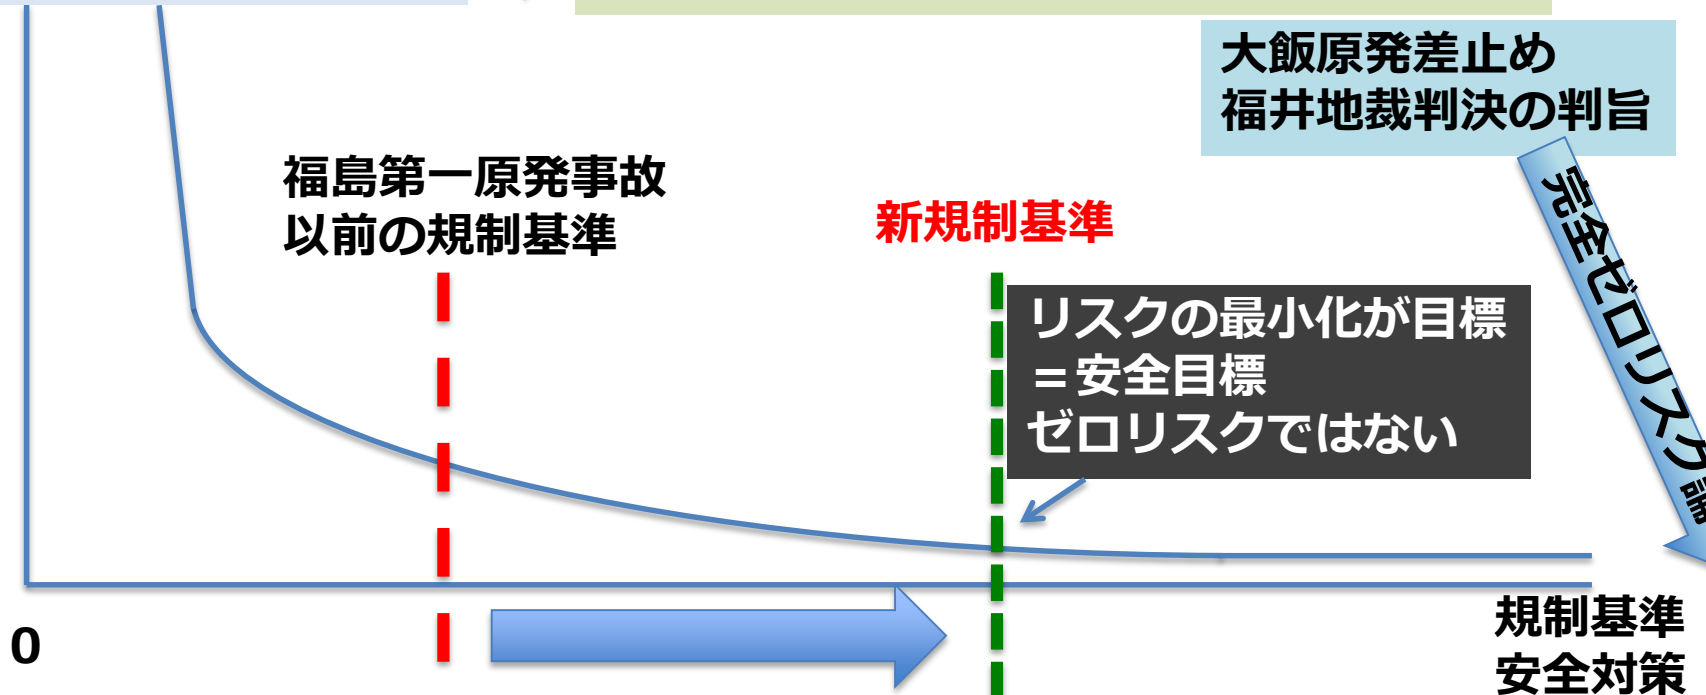 大飯原発差止め
福井地裁判決の判旨
福島第一原発事故
以前の規制基準
新規制基準
完全ゼロリスク論
リスクの最小化が目標
＝安全目標
ゼロリスクではない
0
規制基準
安全対策